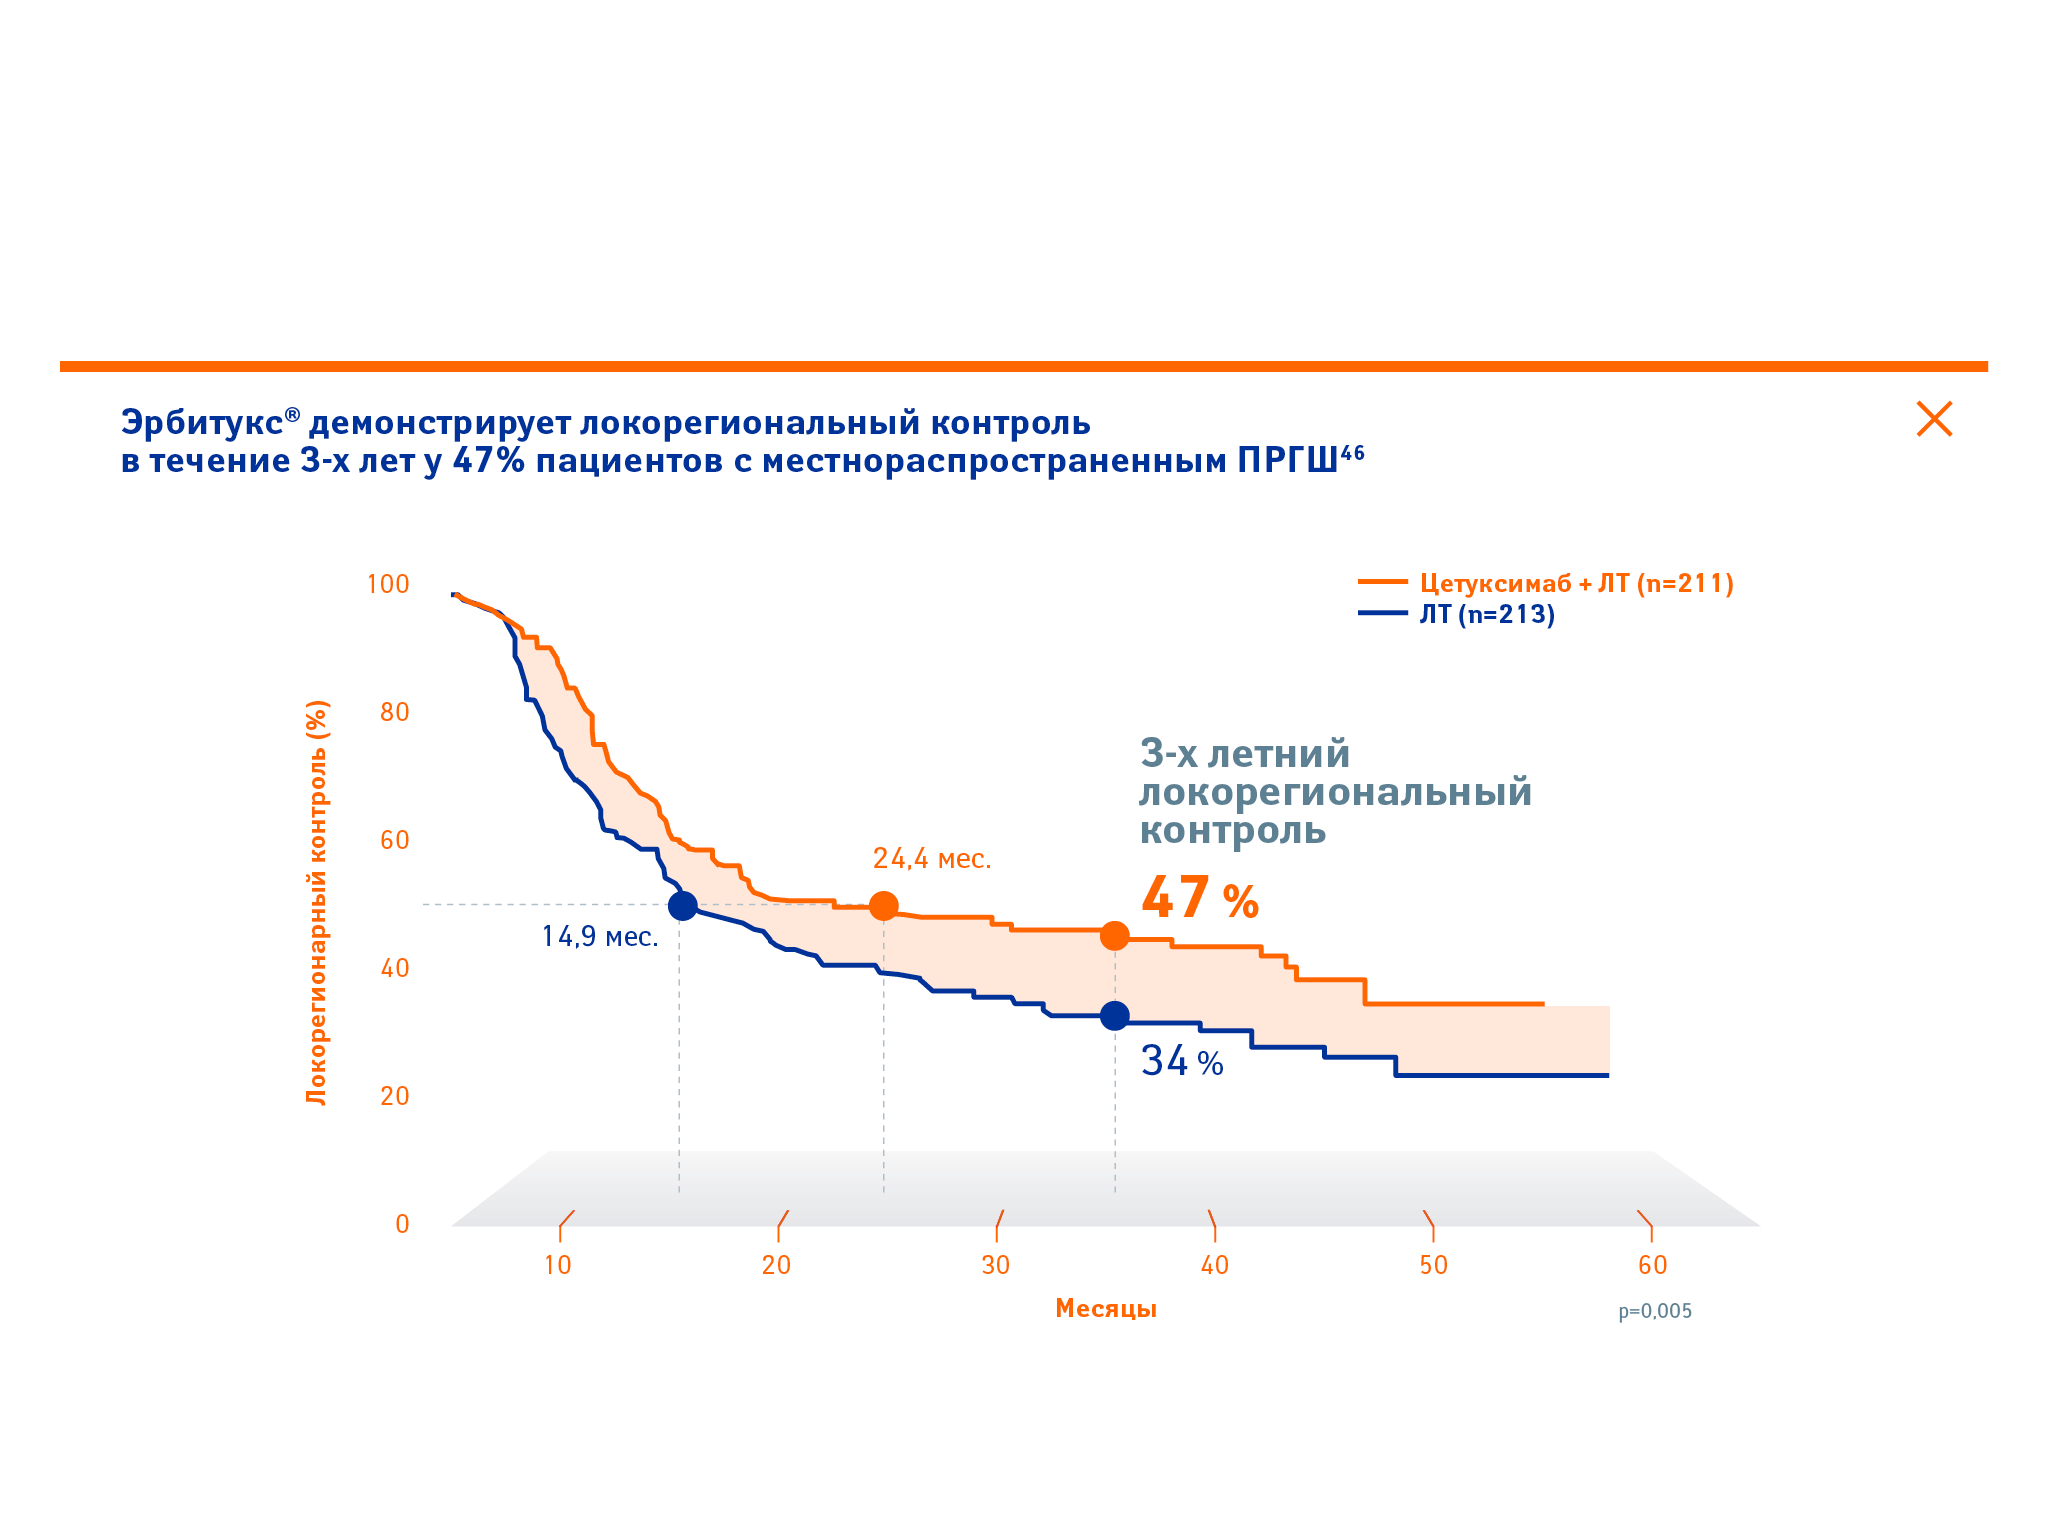 Эрбитукс® демонстрирует локорегиональный контроль
в течение 3-х лет у 47% пациентов с местнораспространенным ПРГШ⁴⁶
Цетуксимаб + ЛТ (n=211)
ЛТ (n=213)
Локорегионарный контроль (%)
100
80
60
40
20
0
3-х летний
локорегиональный
контроль
24,4 мес.
47 %
14,9 мес.
34 %
10 20 30 40 50 60
Месяцы
p=0,005